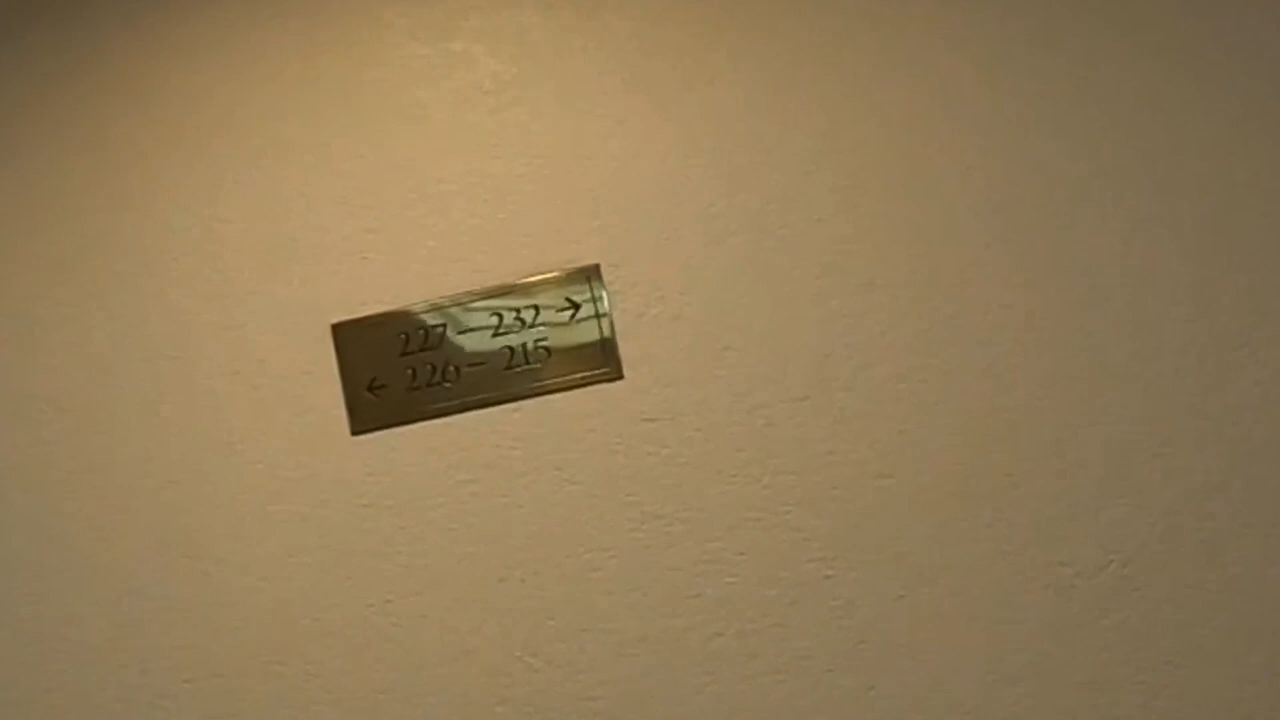 227 – 232 →
← 226 – 215